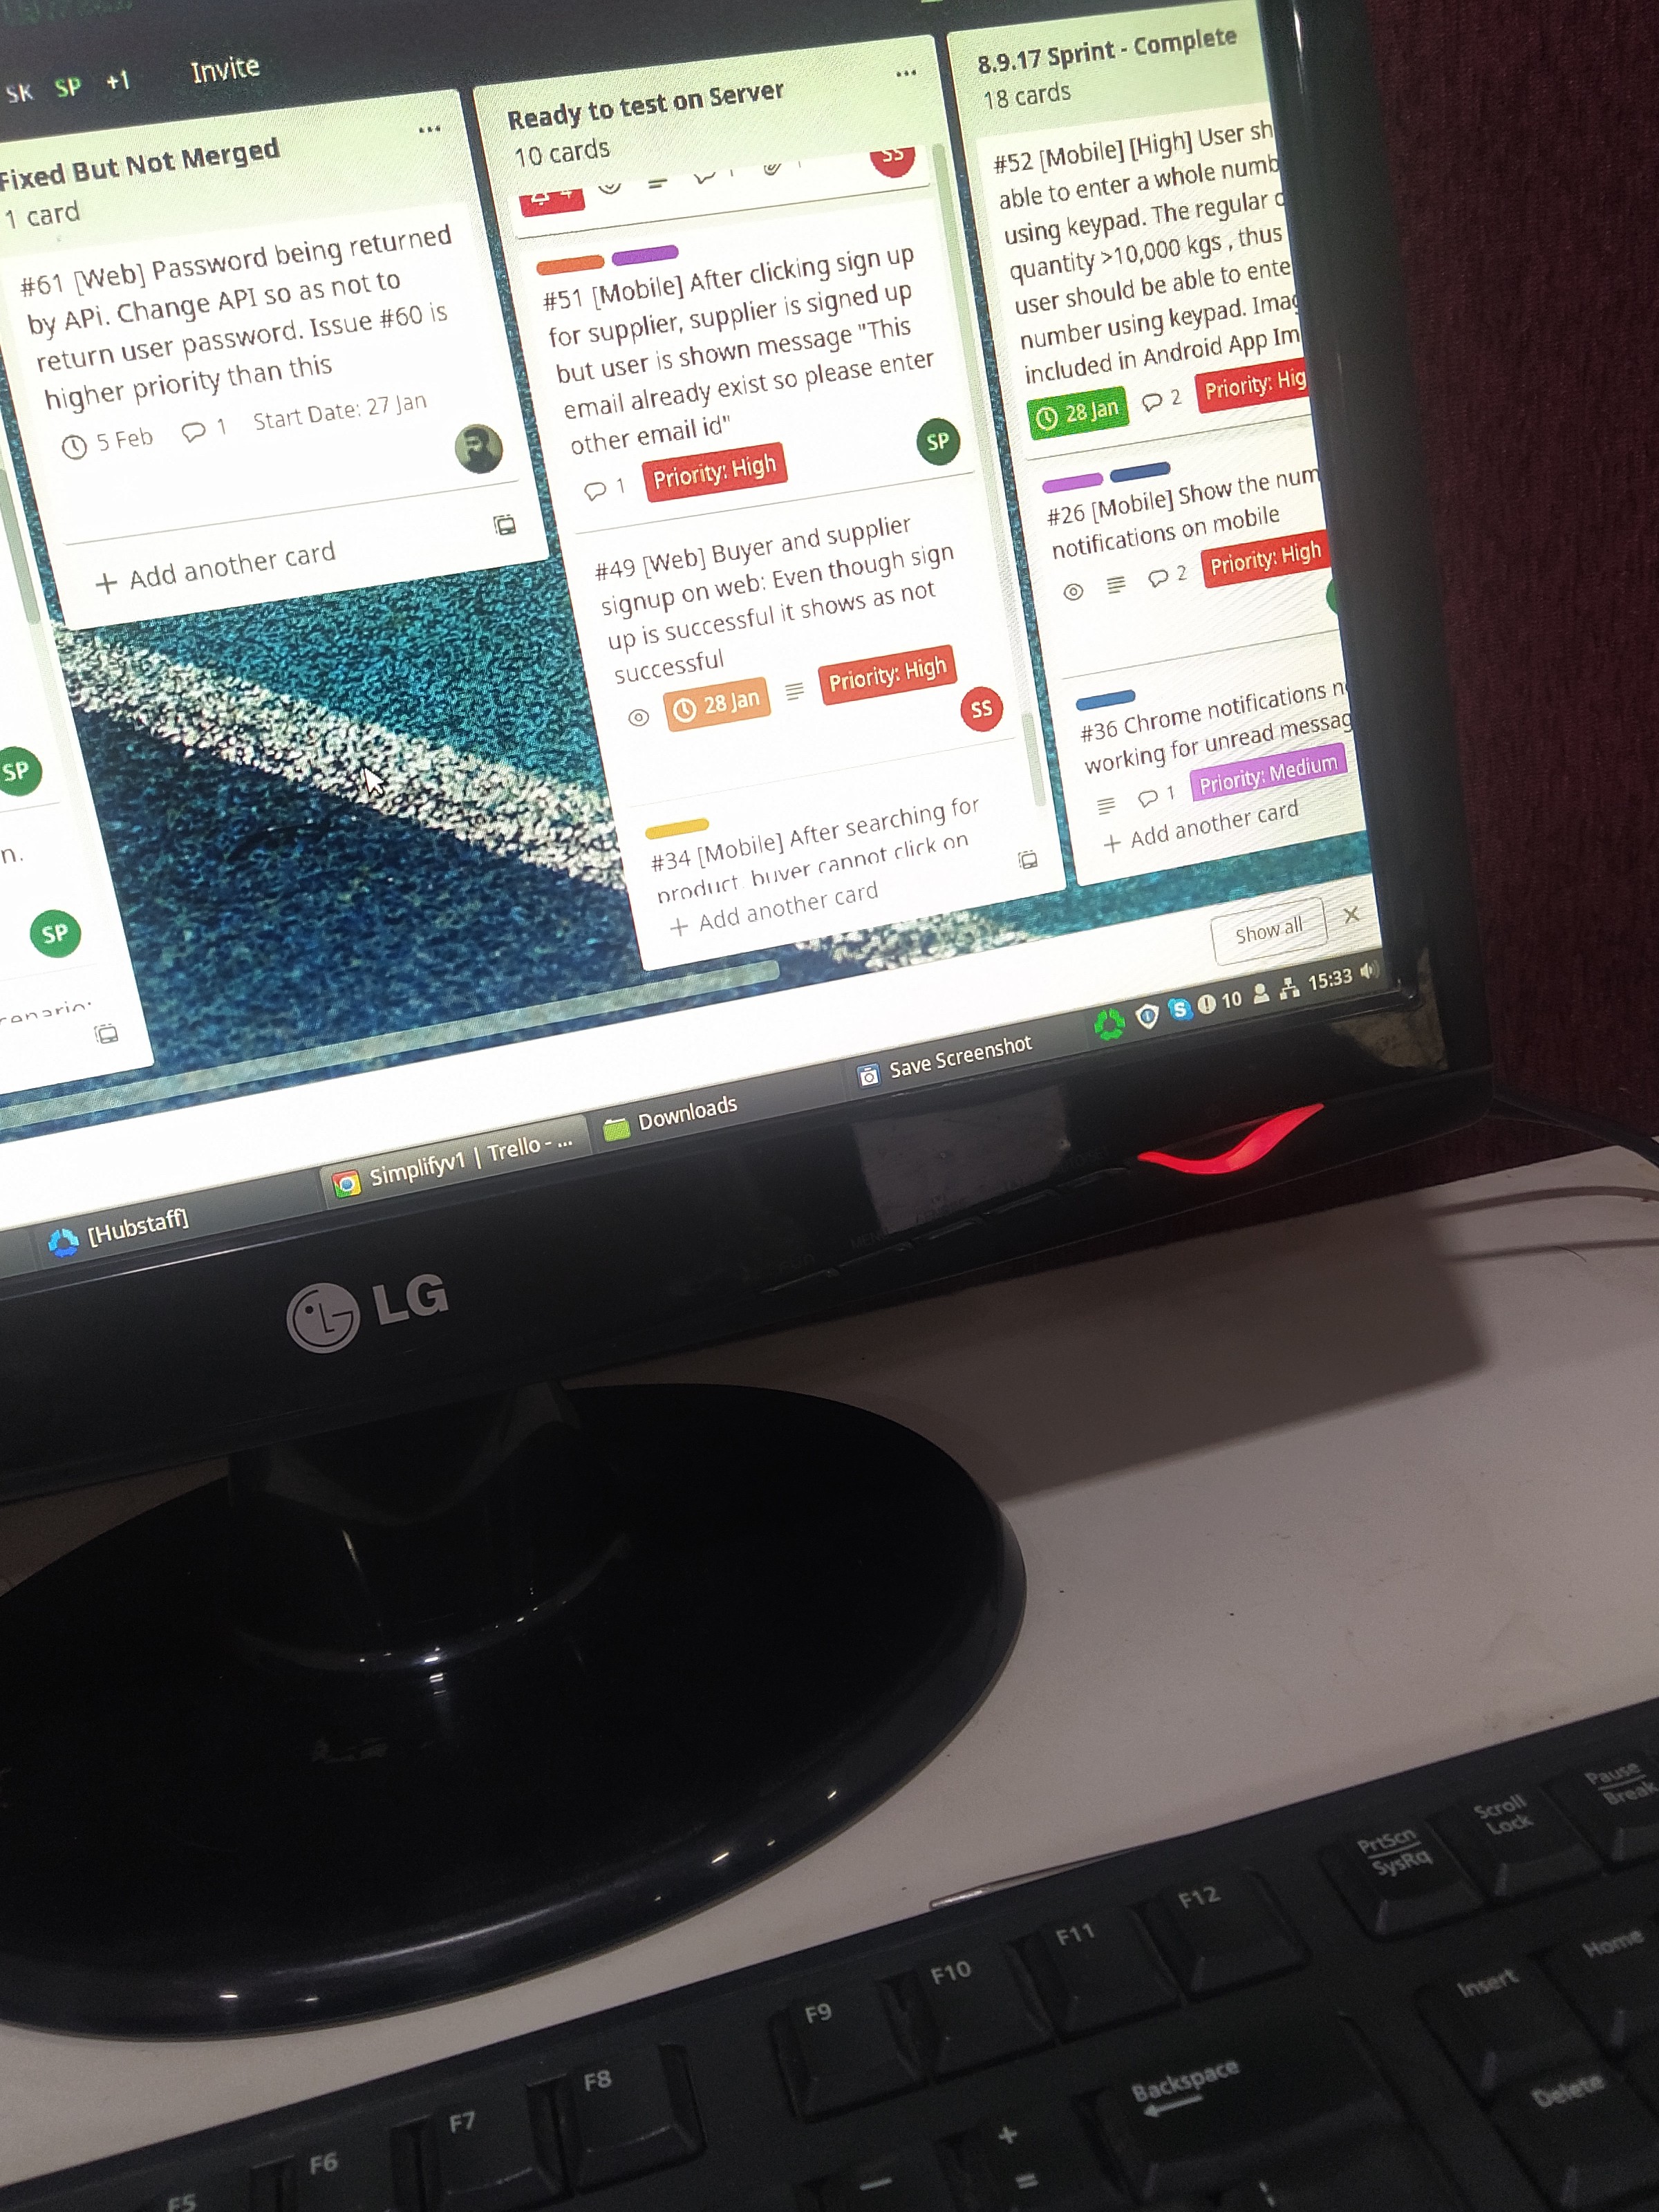 SK SP +1 Invite
Fixed But Not Merged
1 card
#61 [Web] Password being returned
by APi. Change API so as not to
return user password. Issue #60 is
higher priority than this
5 Feb 1 Start Date: 27 Jan
+ Add another card
SP
n.
SP
enario:
Ready to test on Server
10 cards
SS
#51 [Mobile] After clicking sign up
for supplier, supplier is signed up
but user is shown message "This
email already exist so please enter
other email id"
1 Priority: High SP
#49 [Web] Buyer and supplier
signup on web: Even though sign
up is successful it shows as not
successful
28 Jan Priority: High
SS
#34 [Mobile] After searching for
product, buyer cannot click on
+ Add another card
8.9.17 Sprint - Complete
18 cards
#52 [Mobile] [High] User sh
able to enter a whole numb
using keypad. The regular
quantity >10,000 kgs , thus
user should be able to ente
number using keypad. Imag
included in Android App Im
28 Jan 2 Priority: Hig
#26 [Mobile] Show the num
notifications on mobile
2 Priority: High
#36 Chrome notifications n
working for unread messag
1 Priority: Medium
+ Add another card
Show all
[Hubstaff] Simplifyv1 | Trello - ... Downloads Save Screenshot 10 15:33
LG
PrtScn
SysRq
Scroll
Lock
Pause
Break
F5 F6 F7 F8 F9 F10 F11 F12
Insert Home
Backspace
Delete
+
=